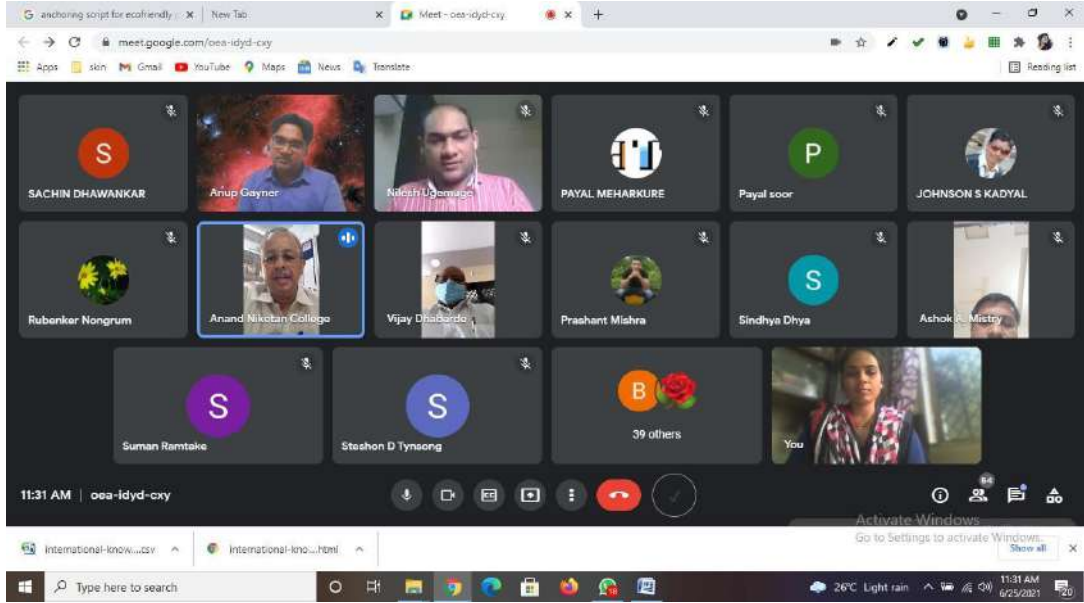 anchoring script for ecofriendly
New Tab
Meet - oea-idyd-cxy
meet.google.com/oea-idyd-cxy
Apps skin Gmail YouTube Maps News Translate Reading list
S P
SACHIN DHAWANKAR Anup Gayner Nilesh Ugemuge PAYAL MEHARKURE Payal soor JOHNSON S KADYAL
S
Rubenker Nongrum Anand Niketan College Vijay Dhabarde Prashant Mishra Sindhya Dhya Ashok A. Mistry
S S B
39 others
Suman Ramtake Steshon D Tynsong You
11:31 AM | oea-idyd-cxy 64
Activate Windows
Go to Settings to activate Windows.
international-know....csv international-kno....html Show all
Type here to search 26°C Light rain 11:31 AM
6/25/2021 20